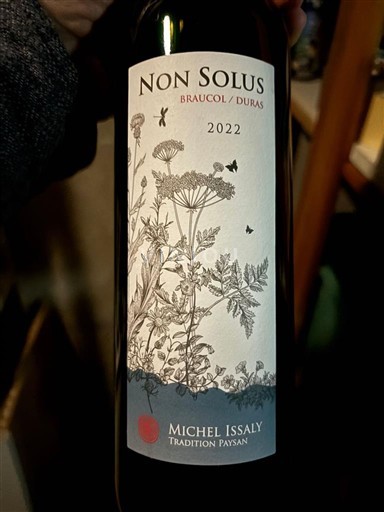 NON SOLUS
BRAUCOL / DURAS
2022
MICHEL ISSALY
TRADITION PAYSAN